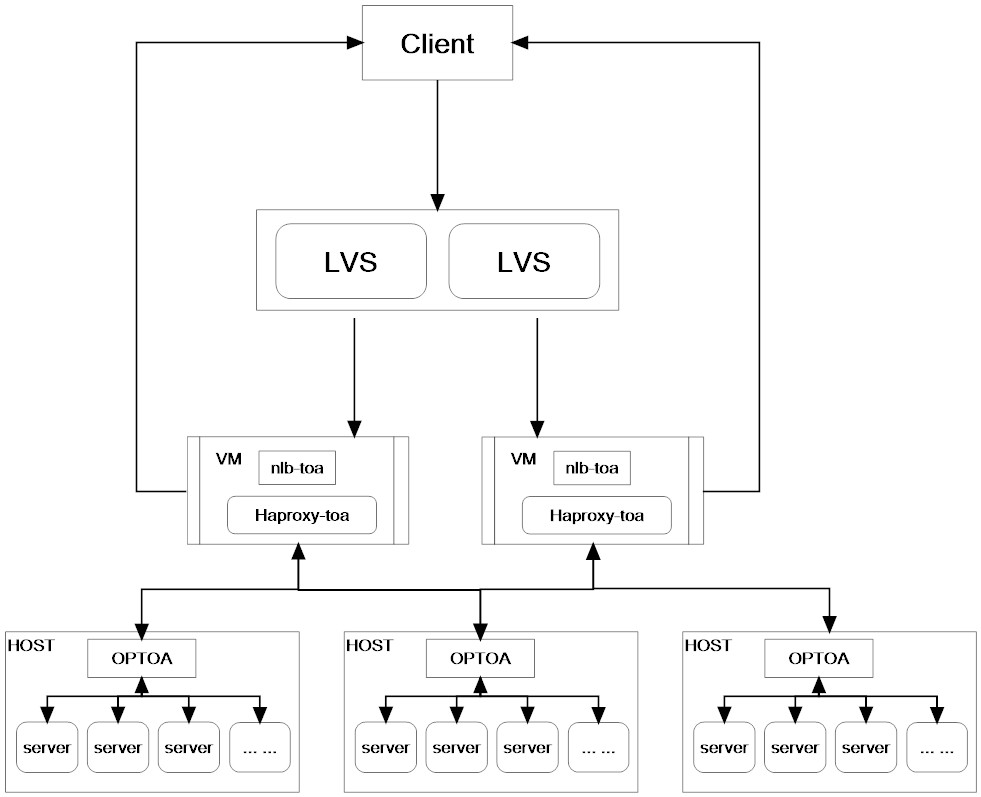 Client
LVS LVS
VM nlb-toa
Haproxy-toa
VM nlb-toa
Haproxy-toa
HOST
OPTOA
server server server ... ...
HOST
OPTOA
server server server ... ...
HOST
OPTOA
server server server ... ...